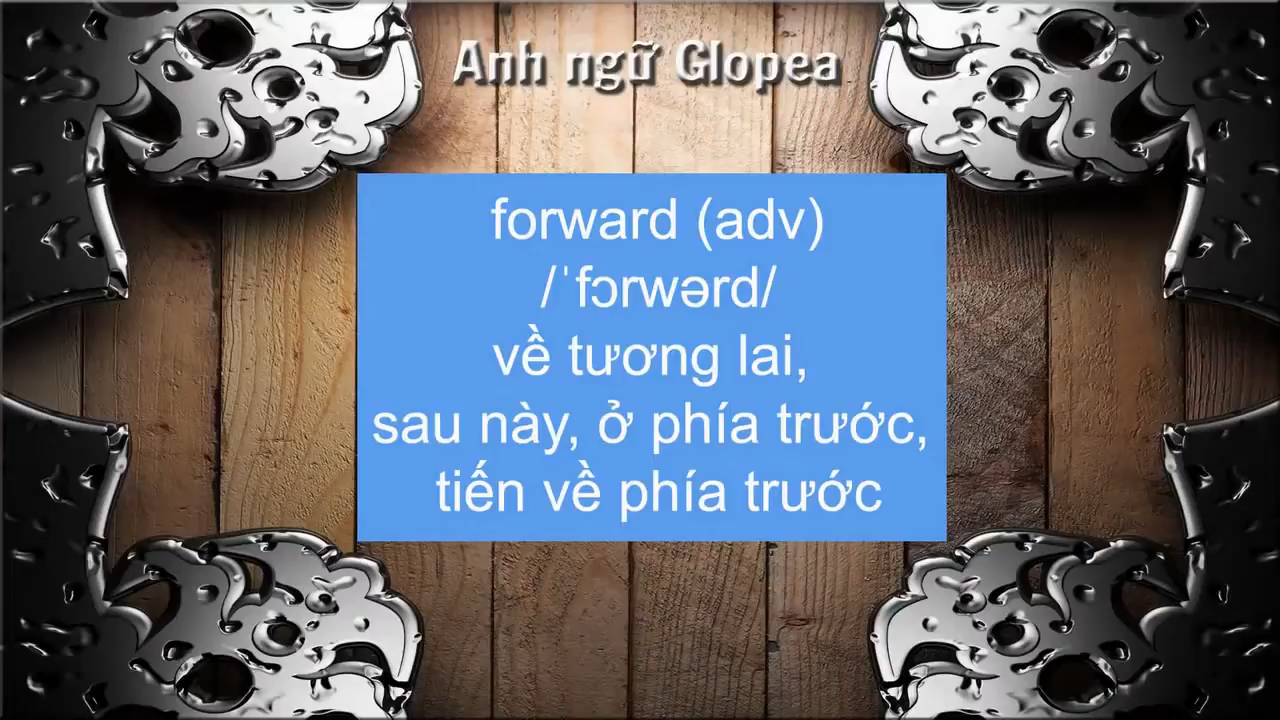 Anh ngữ Glopea
forward (adv)
/ˈfɔrwərd/
về tương lai,
sau này, ở phía trước,
tiến về phía trước